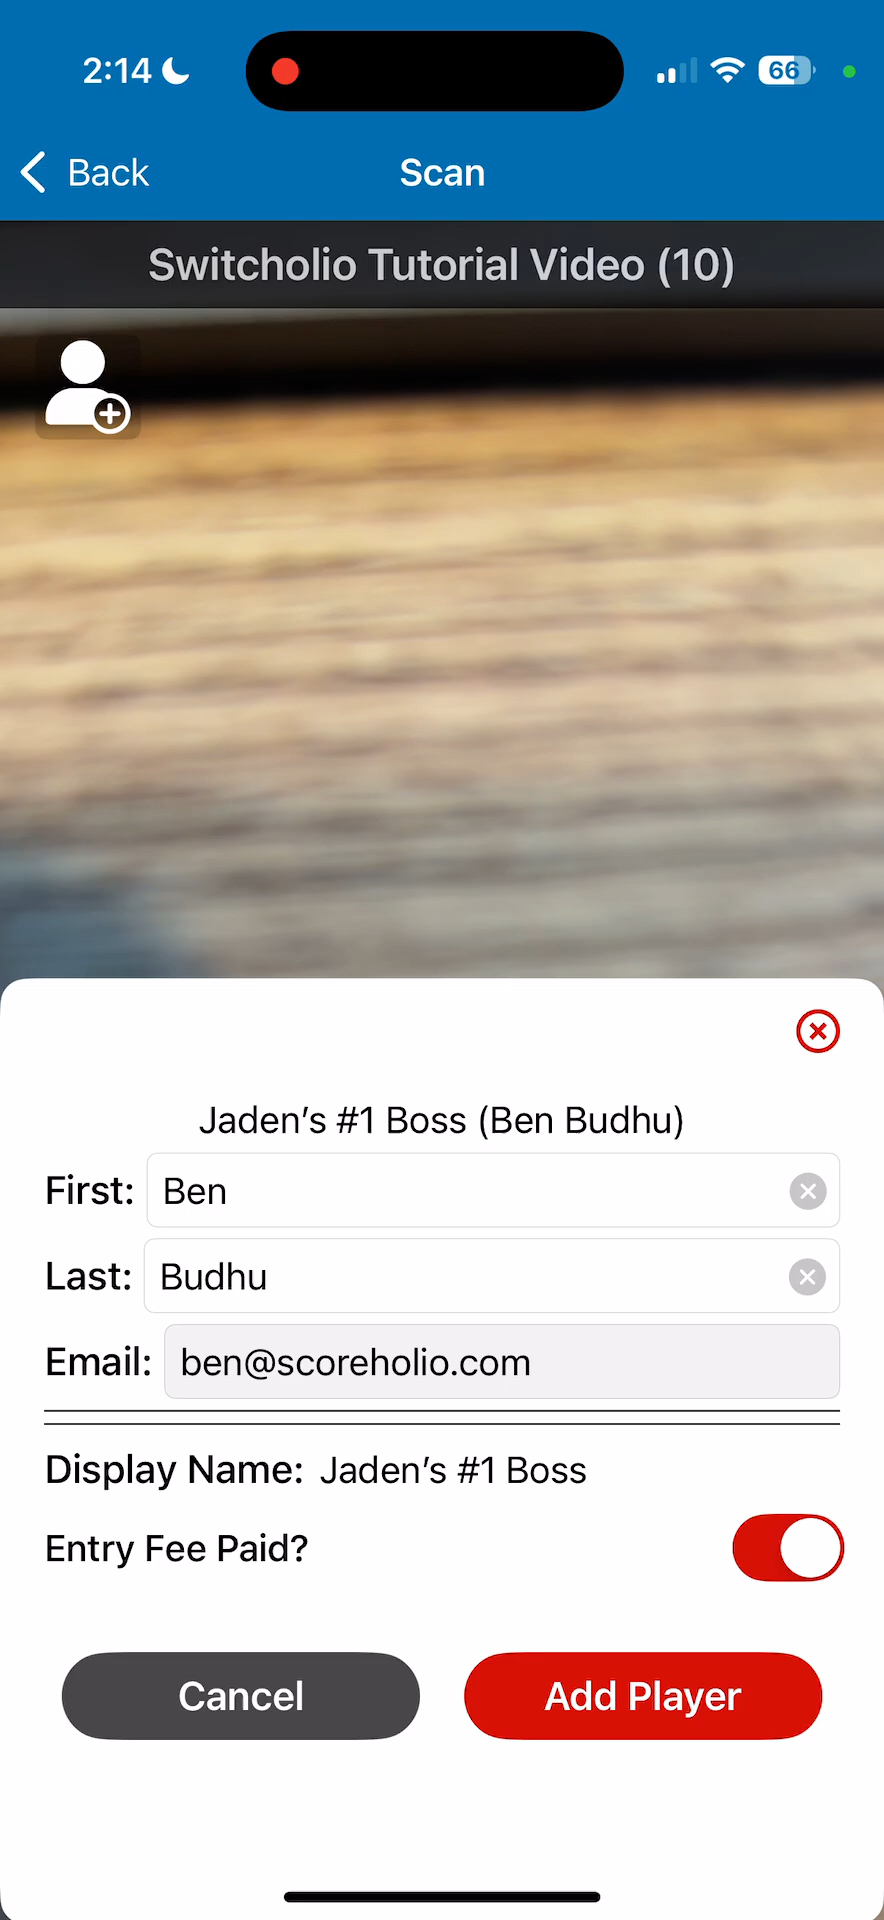 2:14
66
Back
Scan
Switcholio Tutorial Video (10)
Jaden’s #1 Boss (Ben Budhu)
First: Ben
Last: Budhu
Email: ben@scoreholio.com
Display Name: Jaden’s #1 Boss
Entry Fee Paid?
Cancel
Add Player